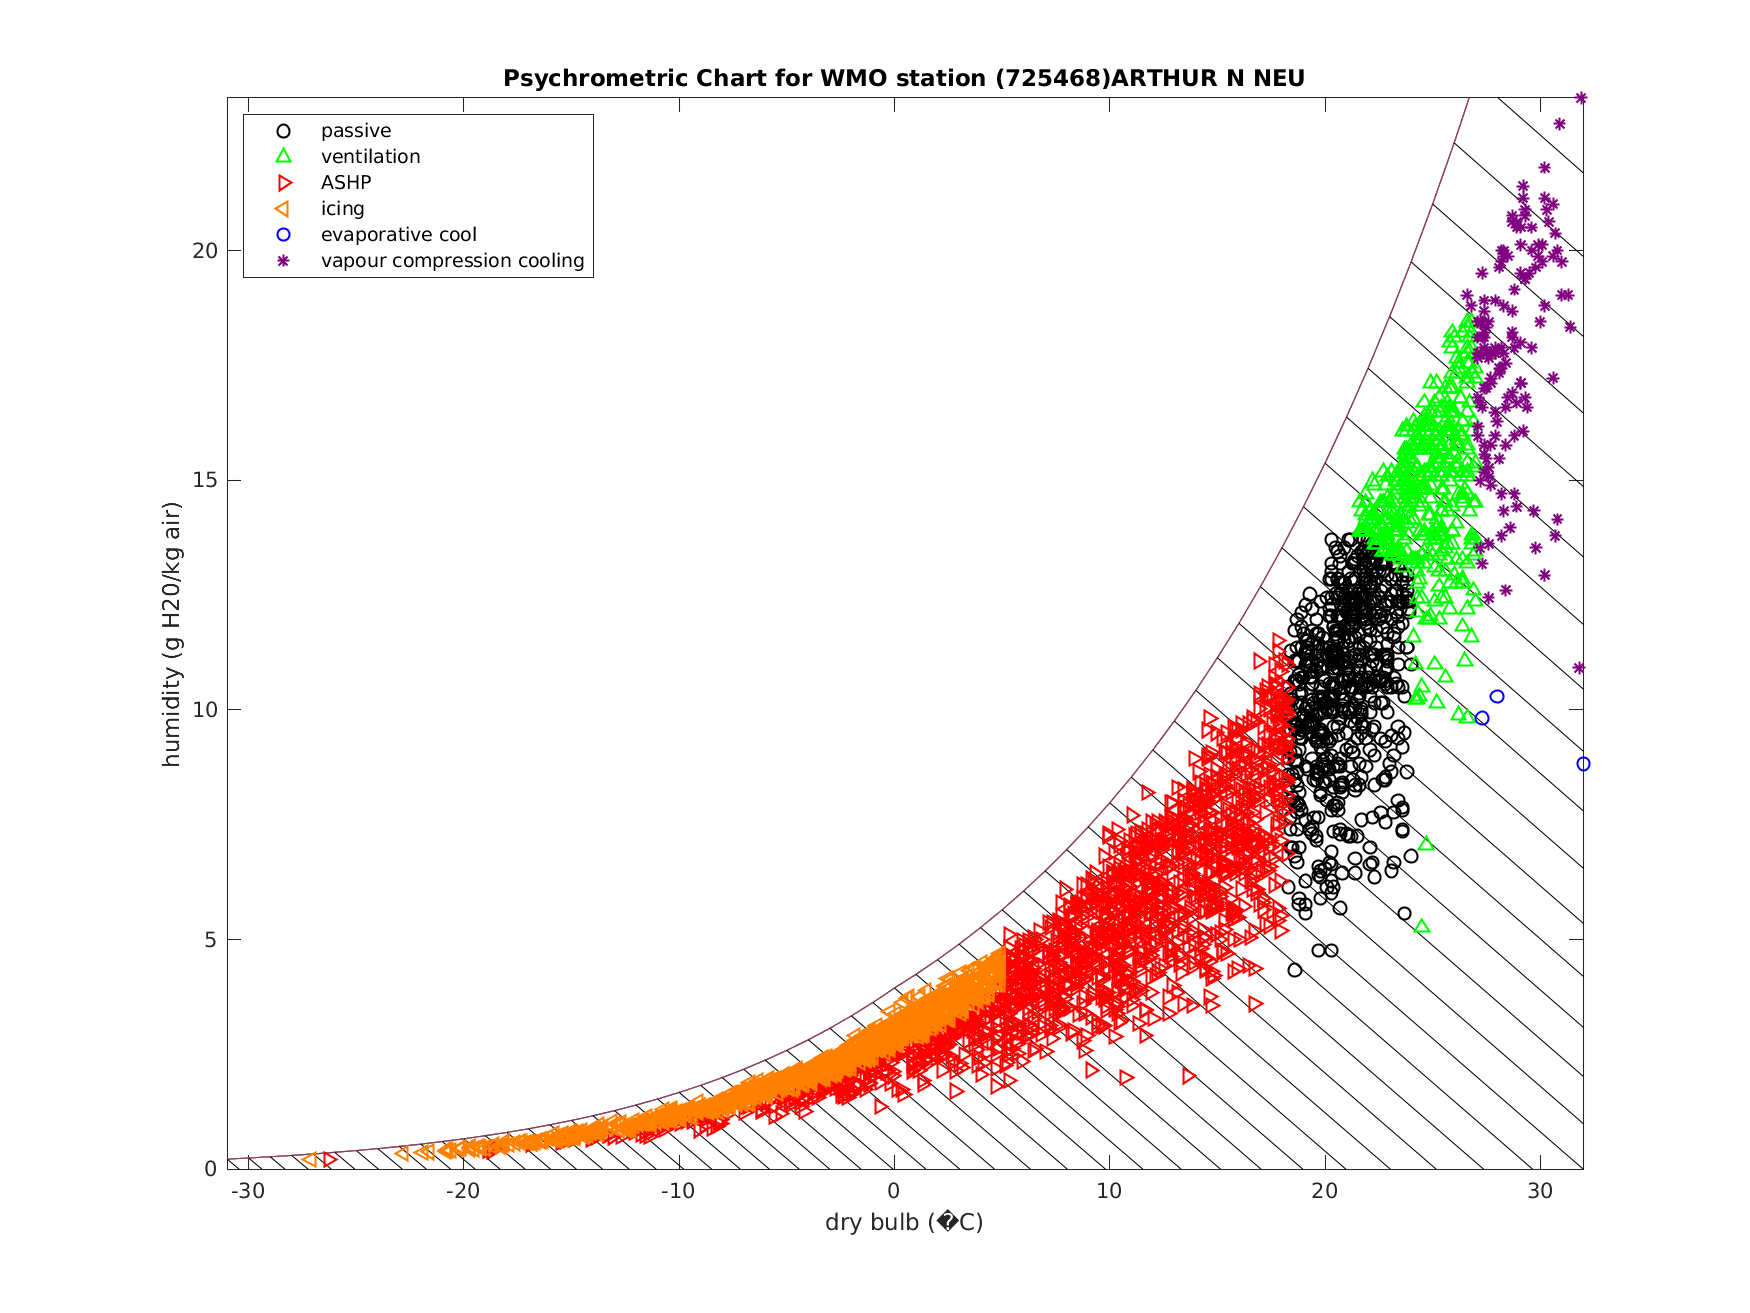 Psychrometric Chart for WMO station (725468)ARTHUR N NEU
passive
ventilation
ASHP
icing
evaporative cool
vapour compression cooling
humidity (g H20/kg air)
20
15
10
5
0
-30 -20 -10 0 10 20 30
dry bulb (�C)